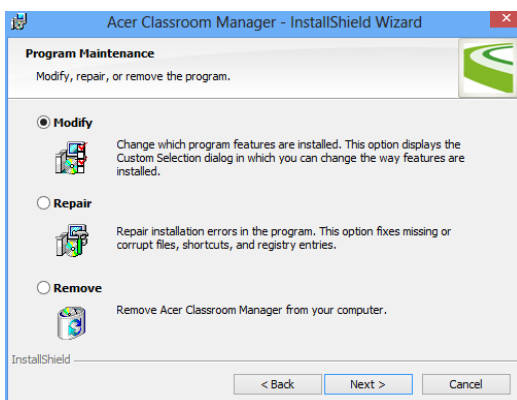 Acer Classroom Manager - InstallShield Wizard
Program Maintenance
Modify, repair, or remove the program.
Modify
Change which program features are installed. This option displays the
Custom Selection dialog in which you can change the way features are
installed.
Repair
Repair installation errors in the program. This option fixes missing or
corrupt files, shortcuts, and registry entries.
Remove
Remove Acer Classroom Manager from your computer.
InstallShield
< Back
Next >
Cancel